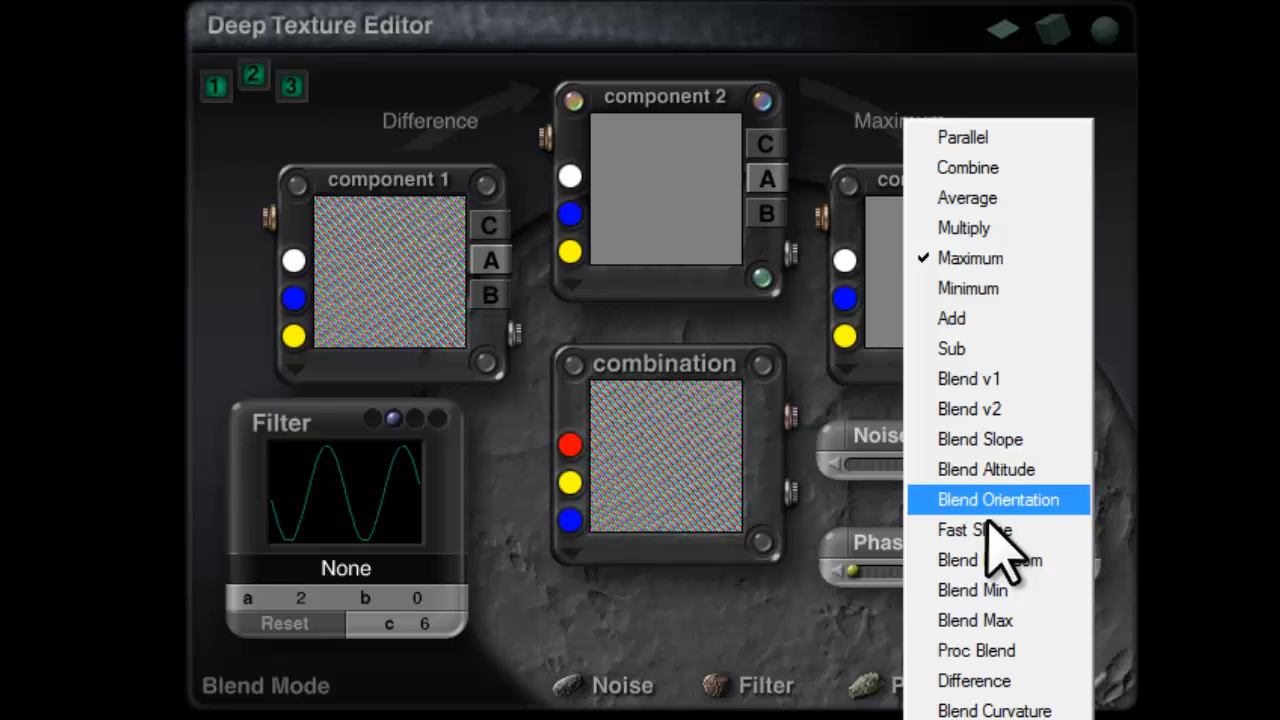 Deep Texture Editor
1
2
3
Difference
component 2
C
A
B
component 1
C
A
B
Parallel
Combine
Average
Multiply
Maximum
Minimum
Add
Sub
Blend v1
Blend v2
Blend Slope
Blend Altitude
Blend Orientation
Fast
Blend
Blend Min
Blend Max
Proc Blend
Difference
Blend Curvature
combination
Filter
None
a 2 b 0
Reset c 6
Blend Mode
Noise
Filter